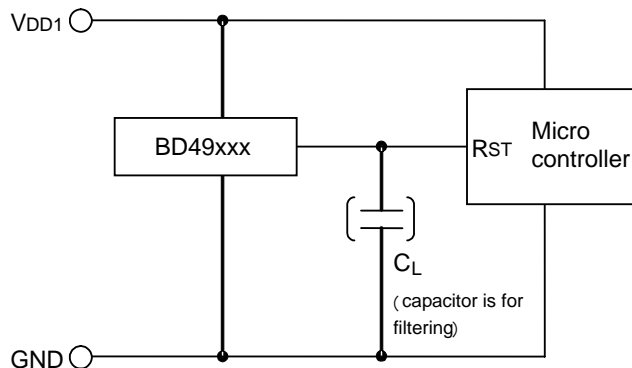 VDD1
BD49xxx
RST
Micro
controller
CL
(capacitor is for
filtering)
GND